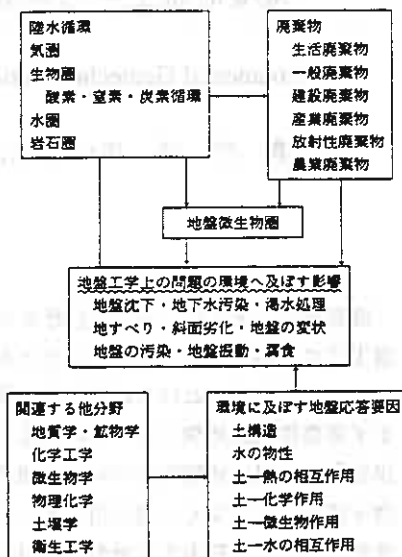 陸水循環
気圏
生物圏
酸素・窒素・炭素循環
水圏
岩石圏
廃棄物
生活廃棄物
一般廃棄物
建設廃棄物
産業廃棄物
放射性廃棄物
農業廃棄物
地盤微生物圏
地盤工学上の問題の環境へ及ぼす影響
地盤沈下・地下水汚染・濁水処理
地すべり・斜面劣化・地盤の変状
地盤の汚染・地盤振動・腐食
関連する他分野
地質学・鉱物学
化学工学
微生物学
物理化学
土壌学
衛生工学
環境に及ぼす地盤応答要因
土構造
水の物性
土―熱の相互作用
土―化学作用
土―微生物作用
土―水の相互作用